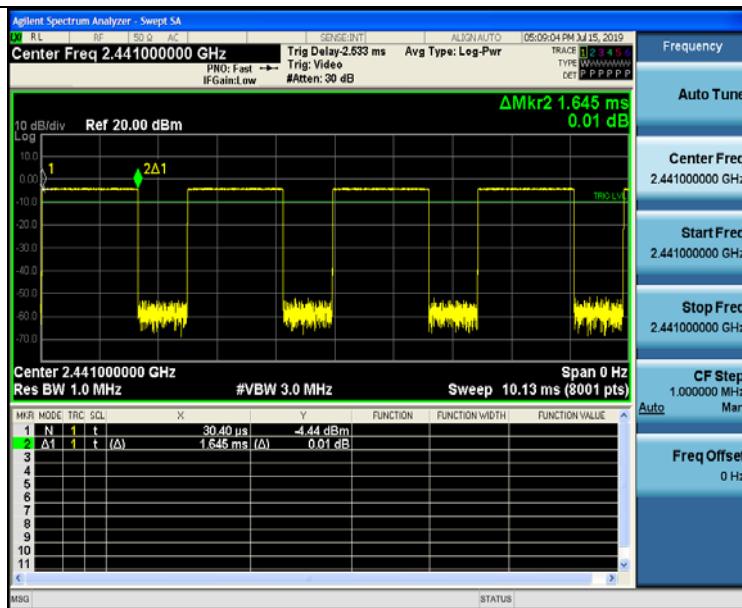 Agilent Spectrum Analyzer - Swept SA
RL RF 50 Ω AC SENSE:INT ALIGN AUTO 05:09:04 PM Jul 15, 2019
Center Freq 2.441000000 GHz Trig Delay-2.533 ms Avg Type: Log-Pwr TRACE 1 2 3 4 5 6
PNO: Fast Trig: Video TYPE W
IFGain:Low #Atten: 30 dB DET P P P P P P
ΔMkr2 1.645 ms
0.01 dB
10 dB/div Ref 20.00 dBm
Log
10.0
0.00
-10.0
-20.0
-30.0
-40.0
-50.0
-60.0
-70.0
1
2Δ1
TRIG LVL
Center 2.441000000 GHz Span 0 Hz
Res BW 1.0 MHz #VBW 3.0 MHz Sweep 10.13 ms (8001 pts)
MKR MODE TRC SCL X Y FUNCTION FUNCTION WIDTH FUNCTION VALUE
1 N 1 t 30.40 µs -4.44 dBm
2 Δ1 1 t (Δ) 1.645 ms (Δ) 0.01 dB
3
4
5
6
7
8
9
10
11
MSG STATUS
Frequency
Auto Tune
Center Freq
2.441000000 GHz
Start Freq
2.441000000 GHz
Stop Freq
2.441000000 GHz
CF Step
1.000000 MHz
Auto Man
Freq Offset
0 Hz